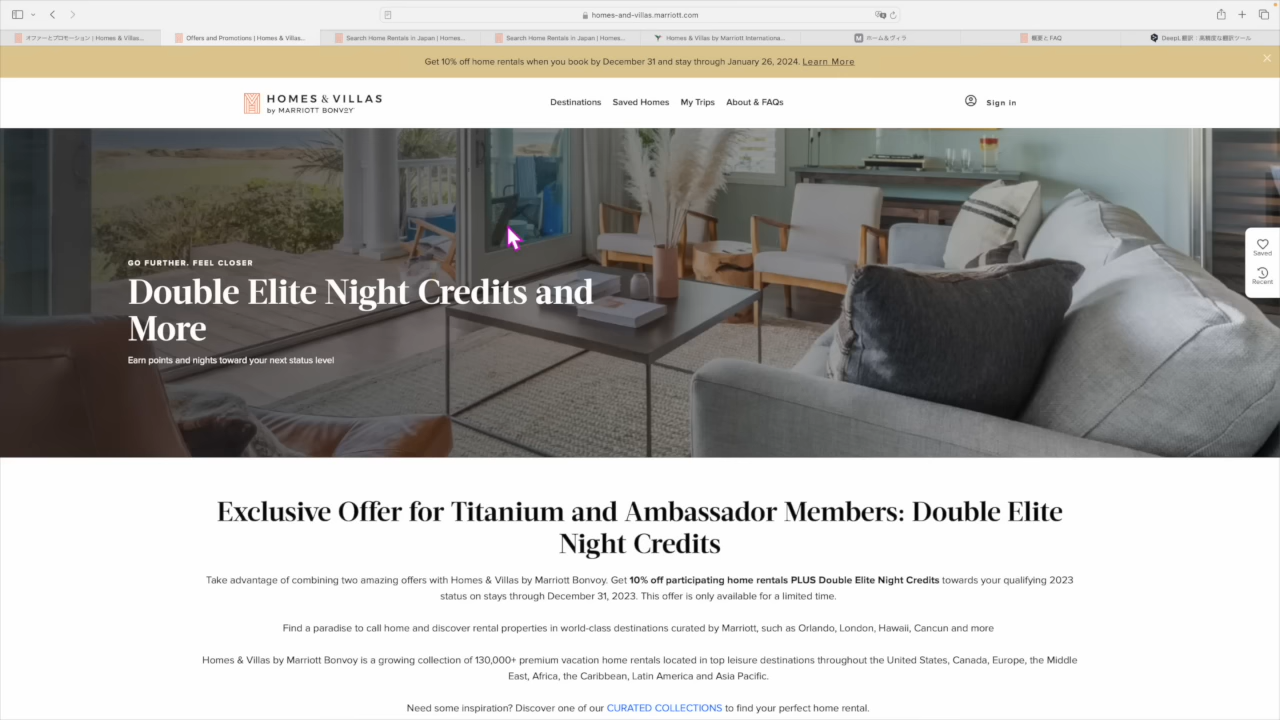 homes-and-villas.marriott.com
オファーとプロモーション | Homes & Villas...
Offers and Promotions | Homes & Villas...
Search Home Rentals in Japan | Homes...
Search Home Rentals in Japan | Homes...
Homes & Villas by Marriott Internationa...
ホーム＆ヴィラ
概要とFAQ
DeepL翻訳：高精度な翻訳ツール
Get 10% off home rentals when you book by December 31 and stay through January 26, 2024. Learn More
HOMES & VILLAS
by MARRIOTT BONVOY
Destinations Saved Homes My Trips About & FAQs
Sign in
Saved
Recent
GO FURTHER. FEEL CLOSER
Double Elite Night Credits and
More
Earn points and nights toward your next status level
Exclusive Offer for Titanium and Ambassador Members: Double Elite
Night Credits
Take advantage of combining two amazing offers with Homes & Villas by Marriott Bonvoy. Get 10% off participating home rentals PLUS Double Elite Night Credits towards your qualifying 2023
status on stays through December 31, 2023. This offer is only available for a limited time.
Find a paradise to call home and discover rental properties in world-class destinations curated by Marriott, such as Orlando, London, Hawaii, Cancun and more
Homes & Villas by Marriott Bonvoy is a growing collection of 130,000+ premium vacation home rentals located in top leisure destinations throughout the United States, Canada, Europe, the Middle
East, Africa, the Caribbean, Latin America and Asia Pacific.
Need some inspiration? Discover one of our CURATED COLLECTIONS to find your perfect home rental.